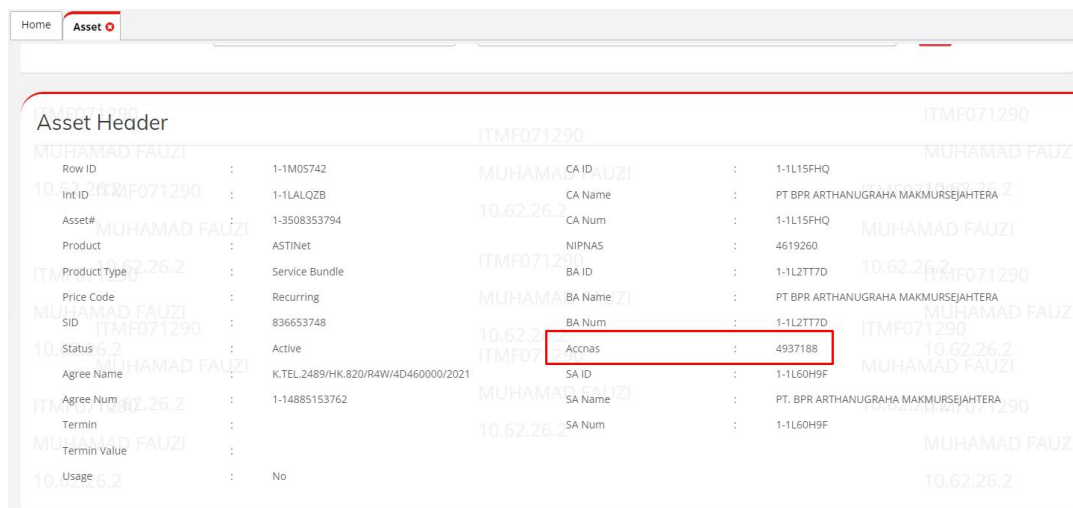 Home Asset
Asset Header
Row ID : 1-1M0S742 CA ID : 1-1L15FHQ
Int ID : 1-1LALQZB CA Name : PT BPR ARTHANUGRAHA MAKMURSEJAHTERA
Asset# : 1-3508353794 CA Num : 1-1L15FHQ
Product : ASTINet NIPNAS : 4619260
Product Type : Service Bundle BA ID : 1-1L2TT7D
Price Code : Recurring BA Name : PT BPR ARTHANUGRAHA MAKMURSEJAHTERA
SID : 836653748 BA Num : 1-1L2TT7D
Status : Active Accnas : 4937188
Agree Name : K.TEL.2489/HK.820/R4W/4D460000/2021 SA ID : 1-1L60H9F
Agree Num : 1-14885153762 SA Name : PT. BPR ARTHANUGRAHA MAKMURSEJAHTERA
Termin : SA Num : 1-1L60H9F
Termin Value :
Usage : No
ITMF071290
MUHAMAD FAUZI
10.62.26.2